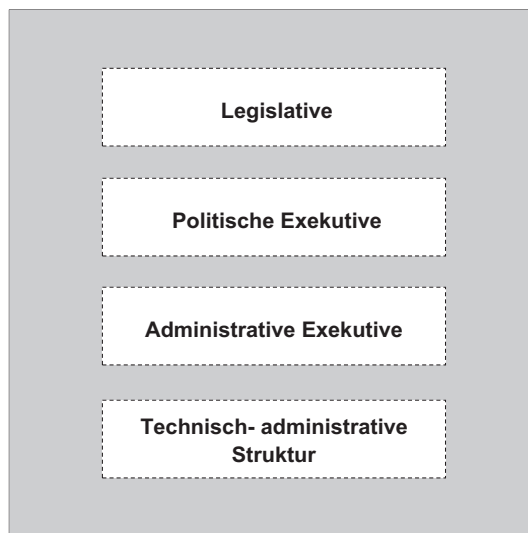 Legislative
Politische Exekutive
Administrative Exekutive
Technisch- administrative
Struktur